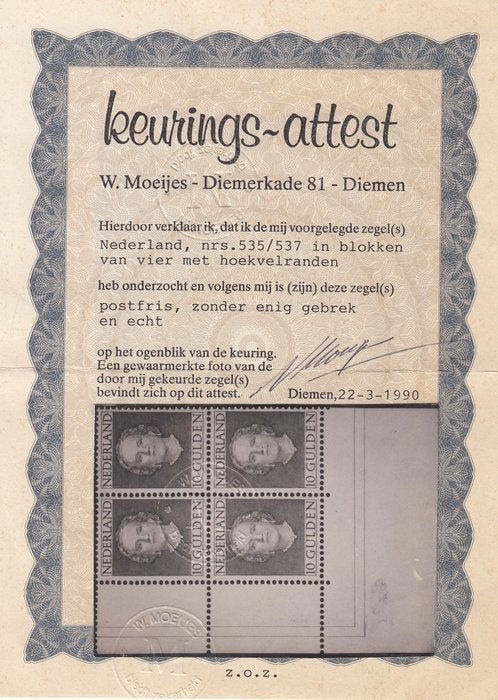 keurings~attest
W. Moeijes - Diemerkade 81 - Diemen
Hierdoor verklaar ik, dat ik de mij voorgelegde zegel(s)
Nederland, nrs.535/537 in blokken
van vier met hoekvelranden
heb onderzocht en volgens mij is (zijn) deze zegel(s)
postfris, zonder enig gebrek
en echt
op het ogenblik van de keuring.
Een gewaarmerkte foto van de
door mij gekeurde zegel(s)
bevindt zich op dit attest.
Diemen,22-3-1990
NEDERLAND
10 GULDEN
NEDERLAND
10 GULDEN
NEDERLAND
10 GULDEN
NEDERLAND
10 GULDEN
W. MOEIJES
z.o.z.